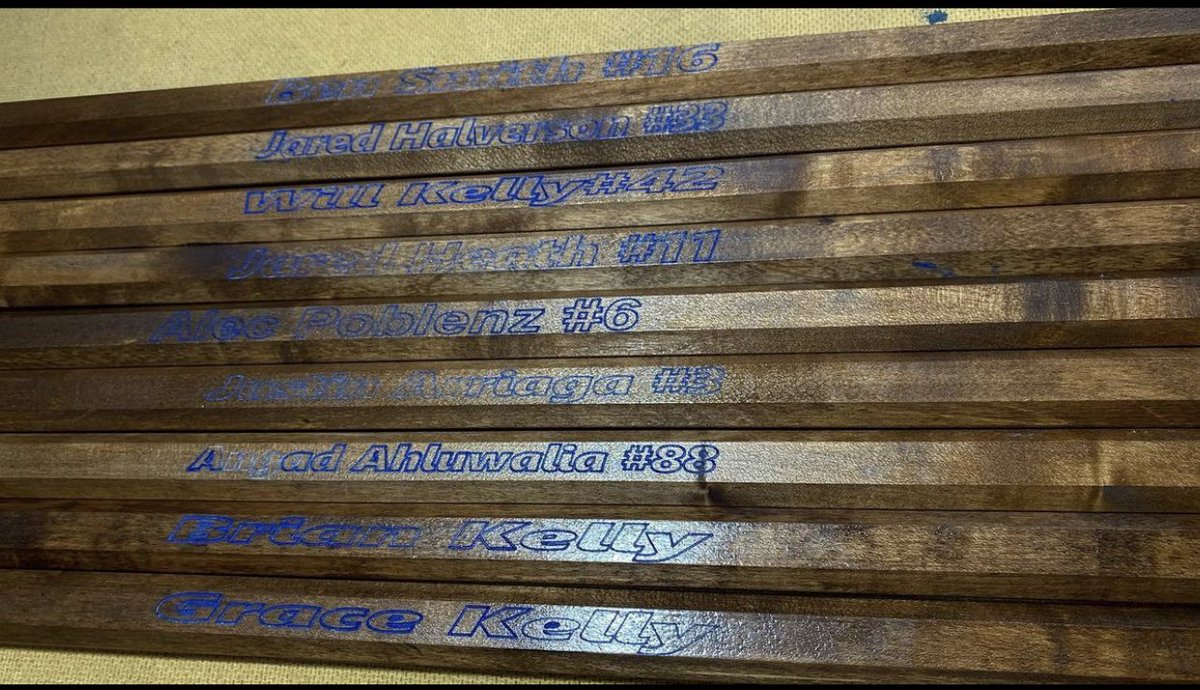 Ben Smith #16
Jared Halverson #33
Will Kelly#42
Jared Heath #11
Alec Poblenz #6
Justin Arriaga #3
Angad Ahluwalia #88
Brian Kelly
Grace Kelly